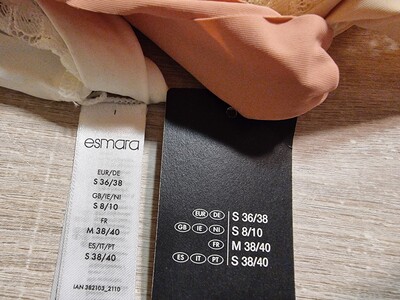 esmara
EUR/DE
S 36/38
GB/IE/NI
S 8/10
FR
M 38/40
ES/IT/PT
S 38/40
IAN 382103_2110
EUR DE S 36/38
GB IE NI S 8/10
FR M 38/40
ES IT PT S 38/40